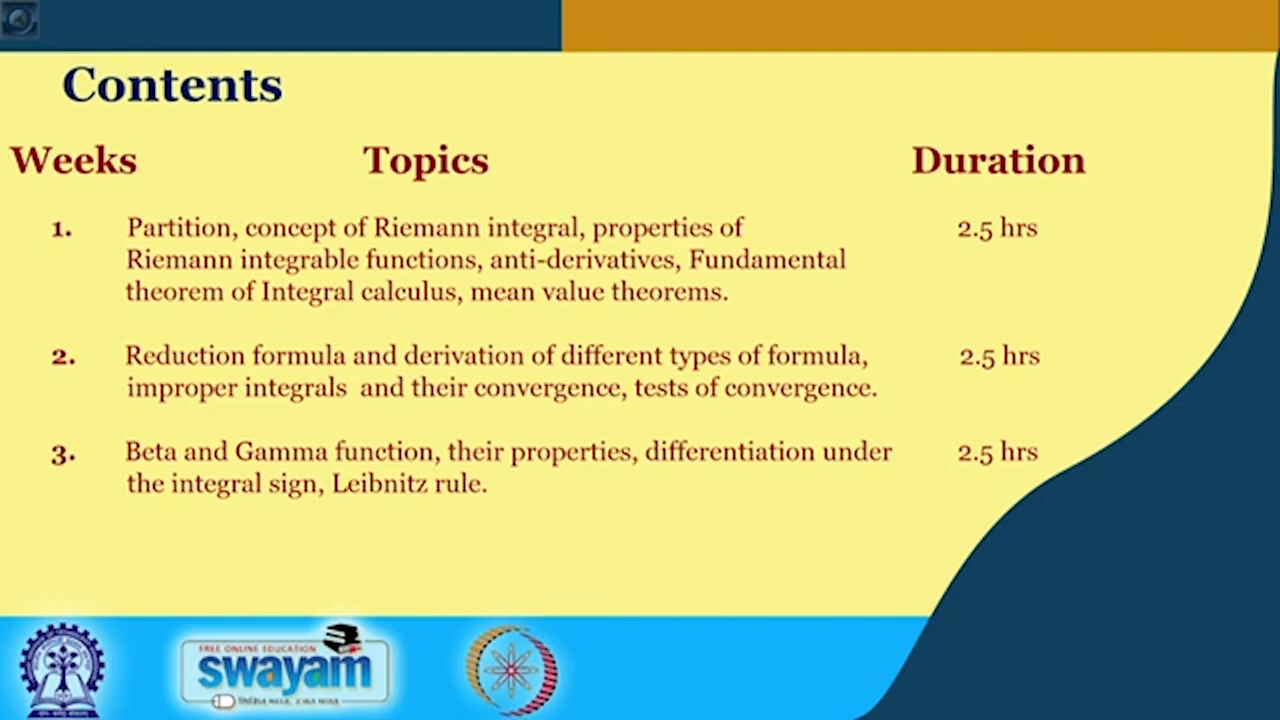 Contents
Weeks Topics Duration
1. Partition, concept of Riemann integral, properties of 2.5 hrs
Riemann integrable functions, anti-derivatives, Fundamental
theorem of Integral calculus, mean value theorems.
2. Reduction formula and derivation of different types of formula, 2.5 hrs
improper integrals and their convergence, tests of convergence.
3. Beta and Gamma function, their properties, differentiation under 2.5 hrs
the integral sign, Leibnitz rule.
FREE ONLINE EDUCATION
swayam